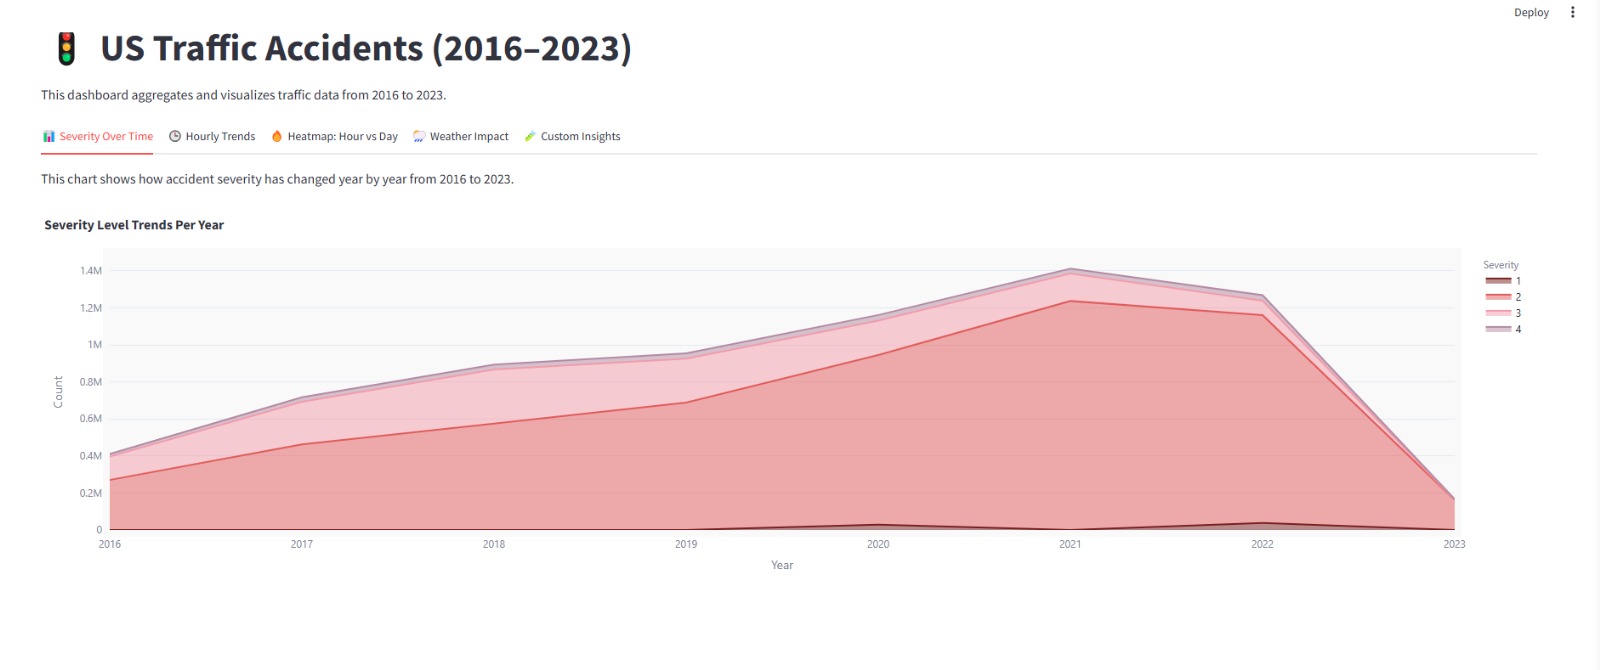 Deploy
US Traffic Accidents (2016–2023)
This dashboard aggregates and visualizes traffic data from 2016 to 2023.
Severity Over Time Hourly Trends Heatmap: Hour vs Day Weather Impact Custom Insights
This chart shows how accident severity has changed year by year from 2016 to 2023.
Severity Level Trends Per Year
1.4M
1.2M
1M
0.8M
0.6M
0.4M
0.2M
0
Count
2016 2017 2018 2019 2020 2021 2022 2023
Year
Severity
1
2
3
4